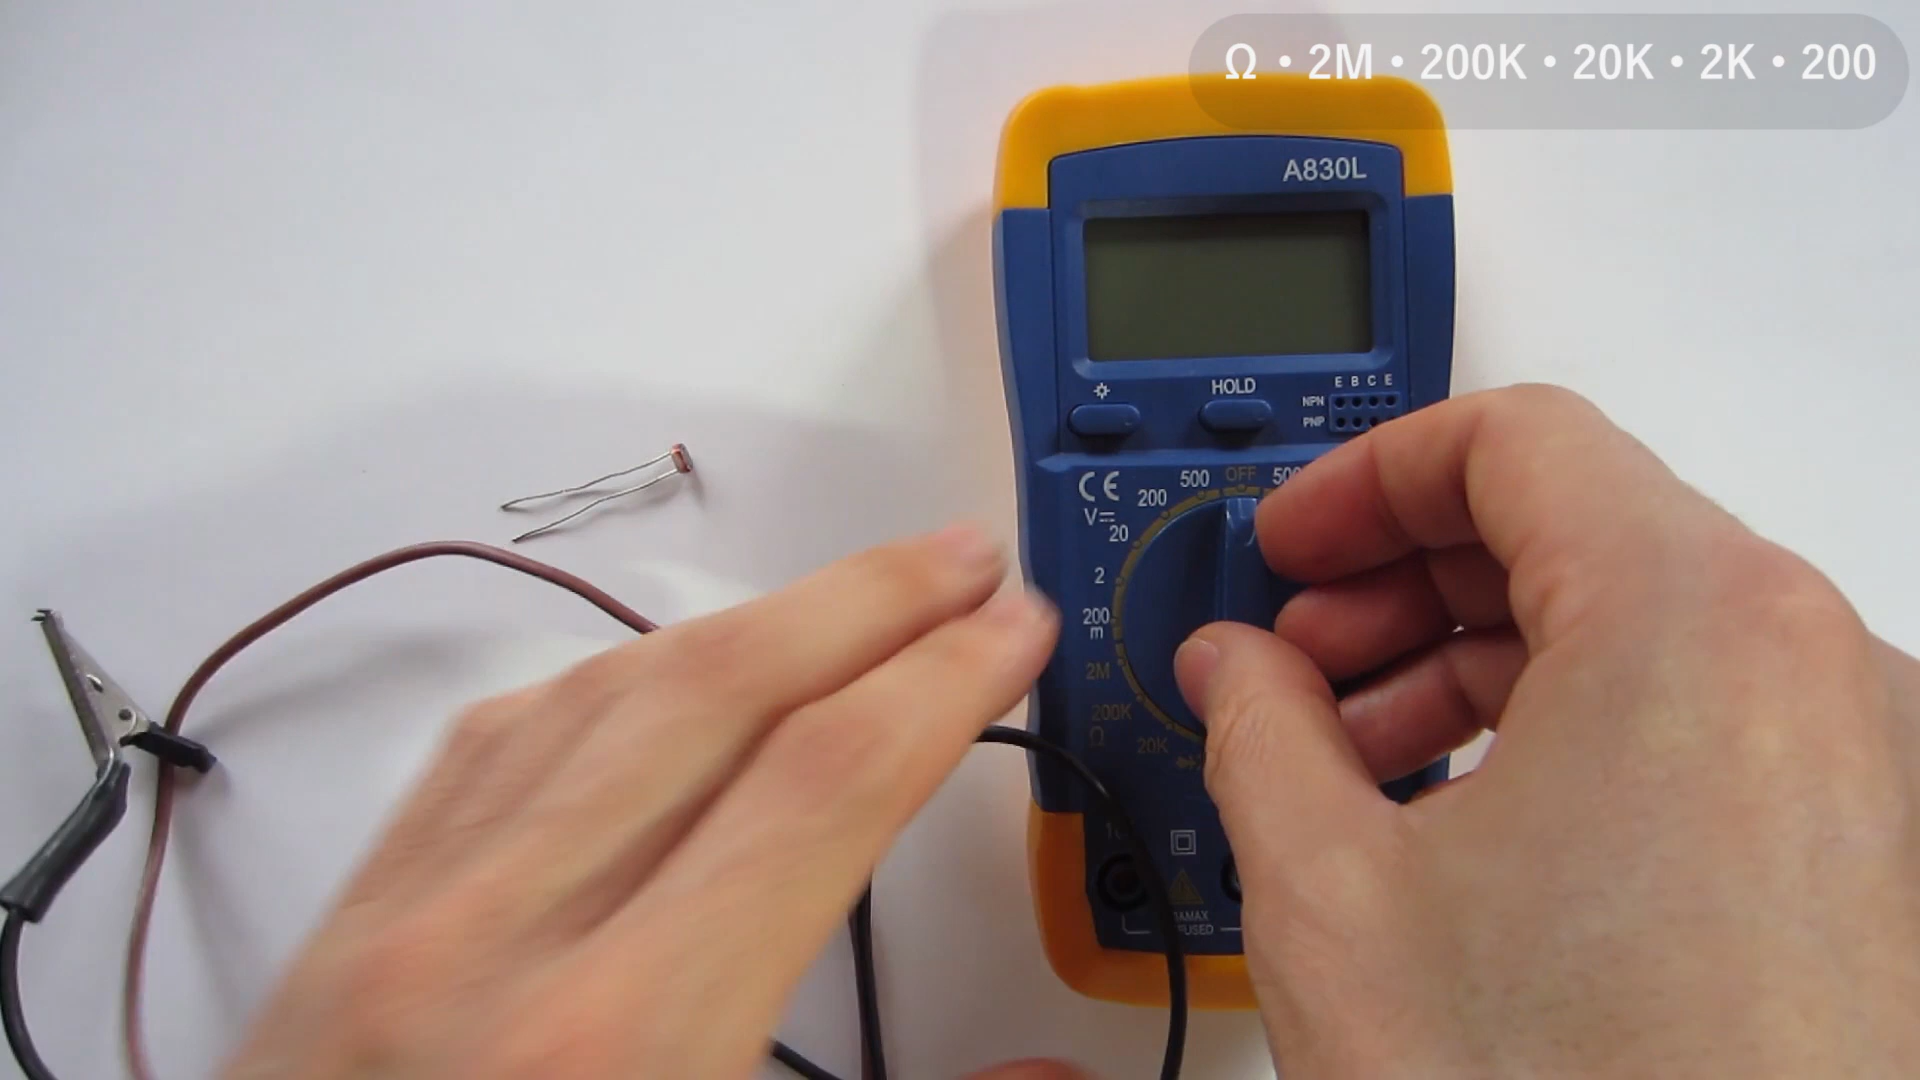 Ω • 2M • 200K • 20K • 2K • 200
A830L
HOLD
E B C E
NPN
PNP
CE
V⎓
OFF
500
500
200
20
2
200
m
2M
200K
Ω
20K